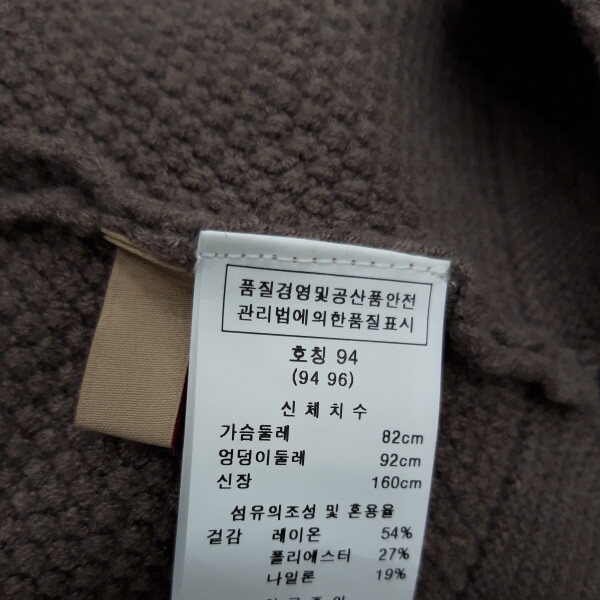 품질경영및공산품안전
관리법에의한품질표시
호칭 94
(94 96)
신체치수
가슴둘레 82cm
엉덩이둘레 92cm
신장 160cm
섬유의조성 및 혼용율
겉감 레이온 54%
폴리에스터 27%
나일론 19%